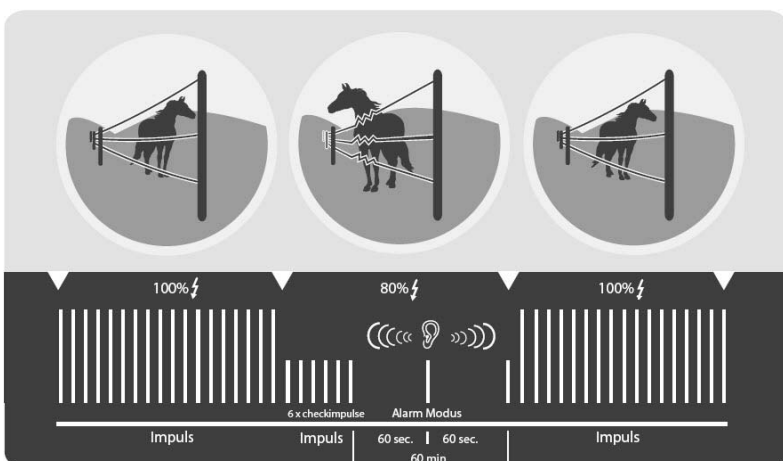 100%
80%
100%
6 x checkimpulse
Alarm Modus
Impuls
Impuls
60 sec.
60 sec.
Impuls
60 min